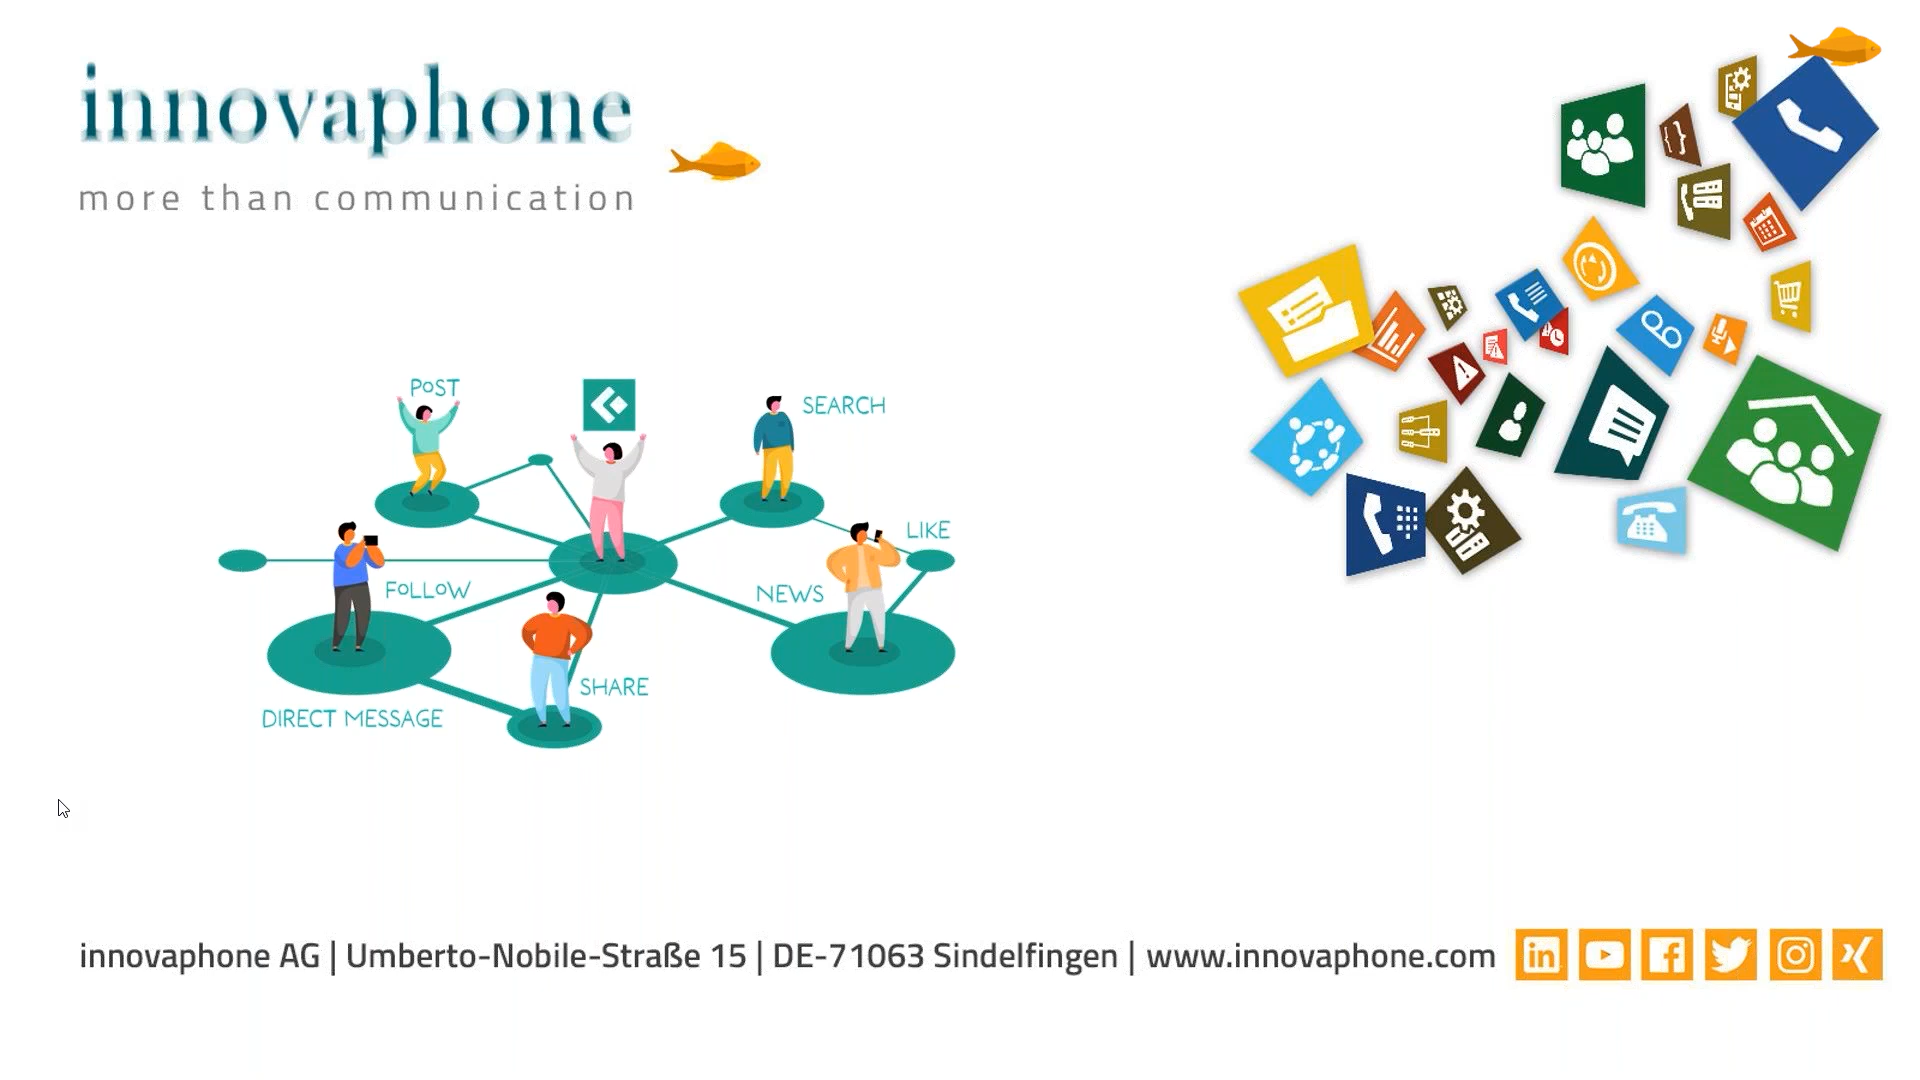 innovaphone
more than communication
POST
SEARCH
LIKE
FOLLOW
NEWS
SHARE
DIRECT MESSAGE
innovaphone AG | Umberto-Nobile-Straße 15 | DE-71063 Sindelfingen | www.innovaphone.com